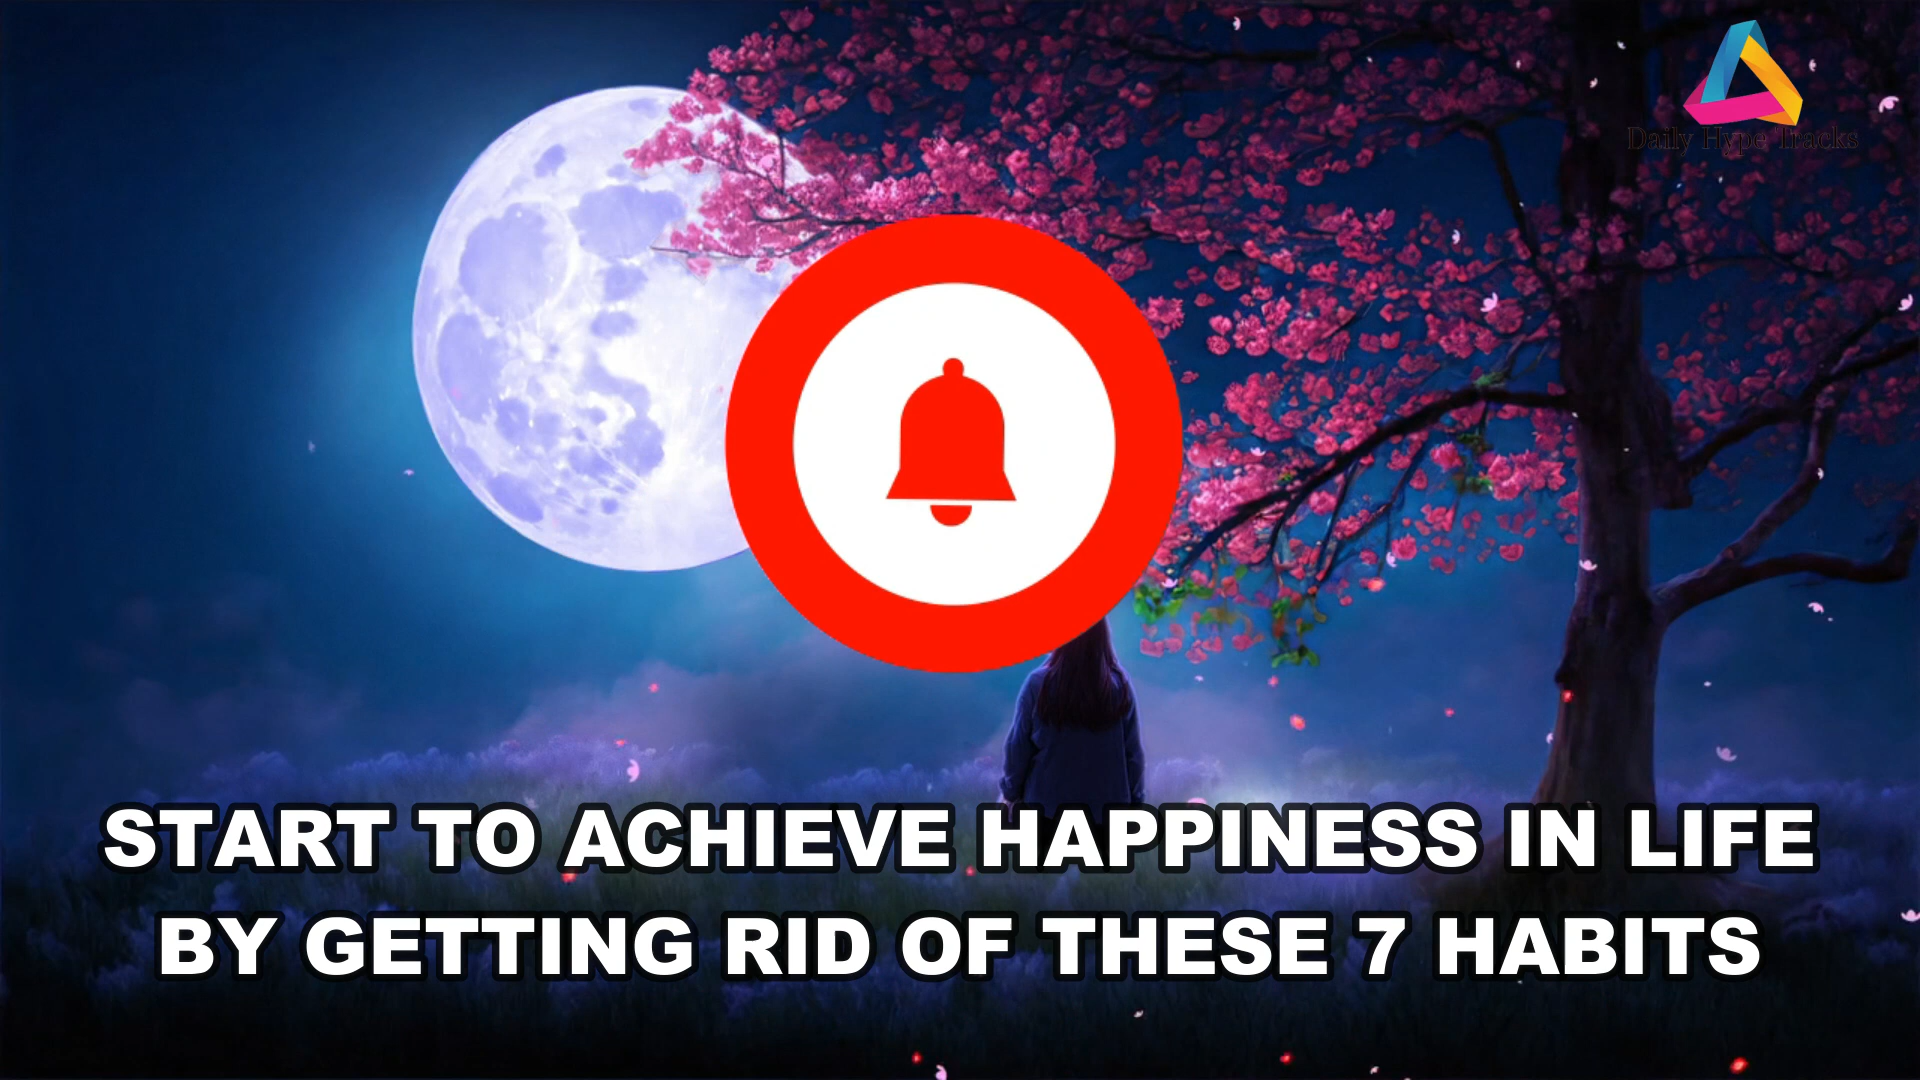 Daily Hype Tracks
START TO ACHIEVE HAPPINESS IN LIFE
BY GETTING RID OF THESE 7 HABITS